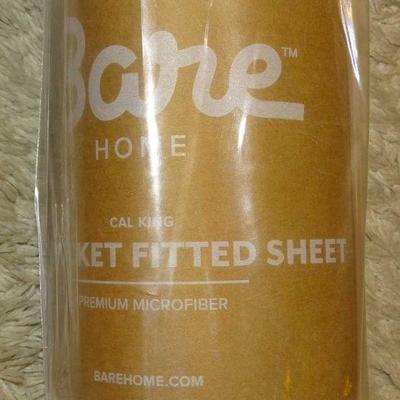 Bare™
HOME
CAL KING
KET FITTED SHEET
PREMIUM MICROFIBER
BAREHOME.COM